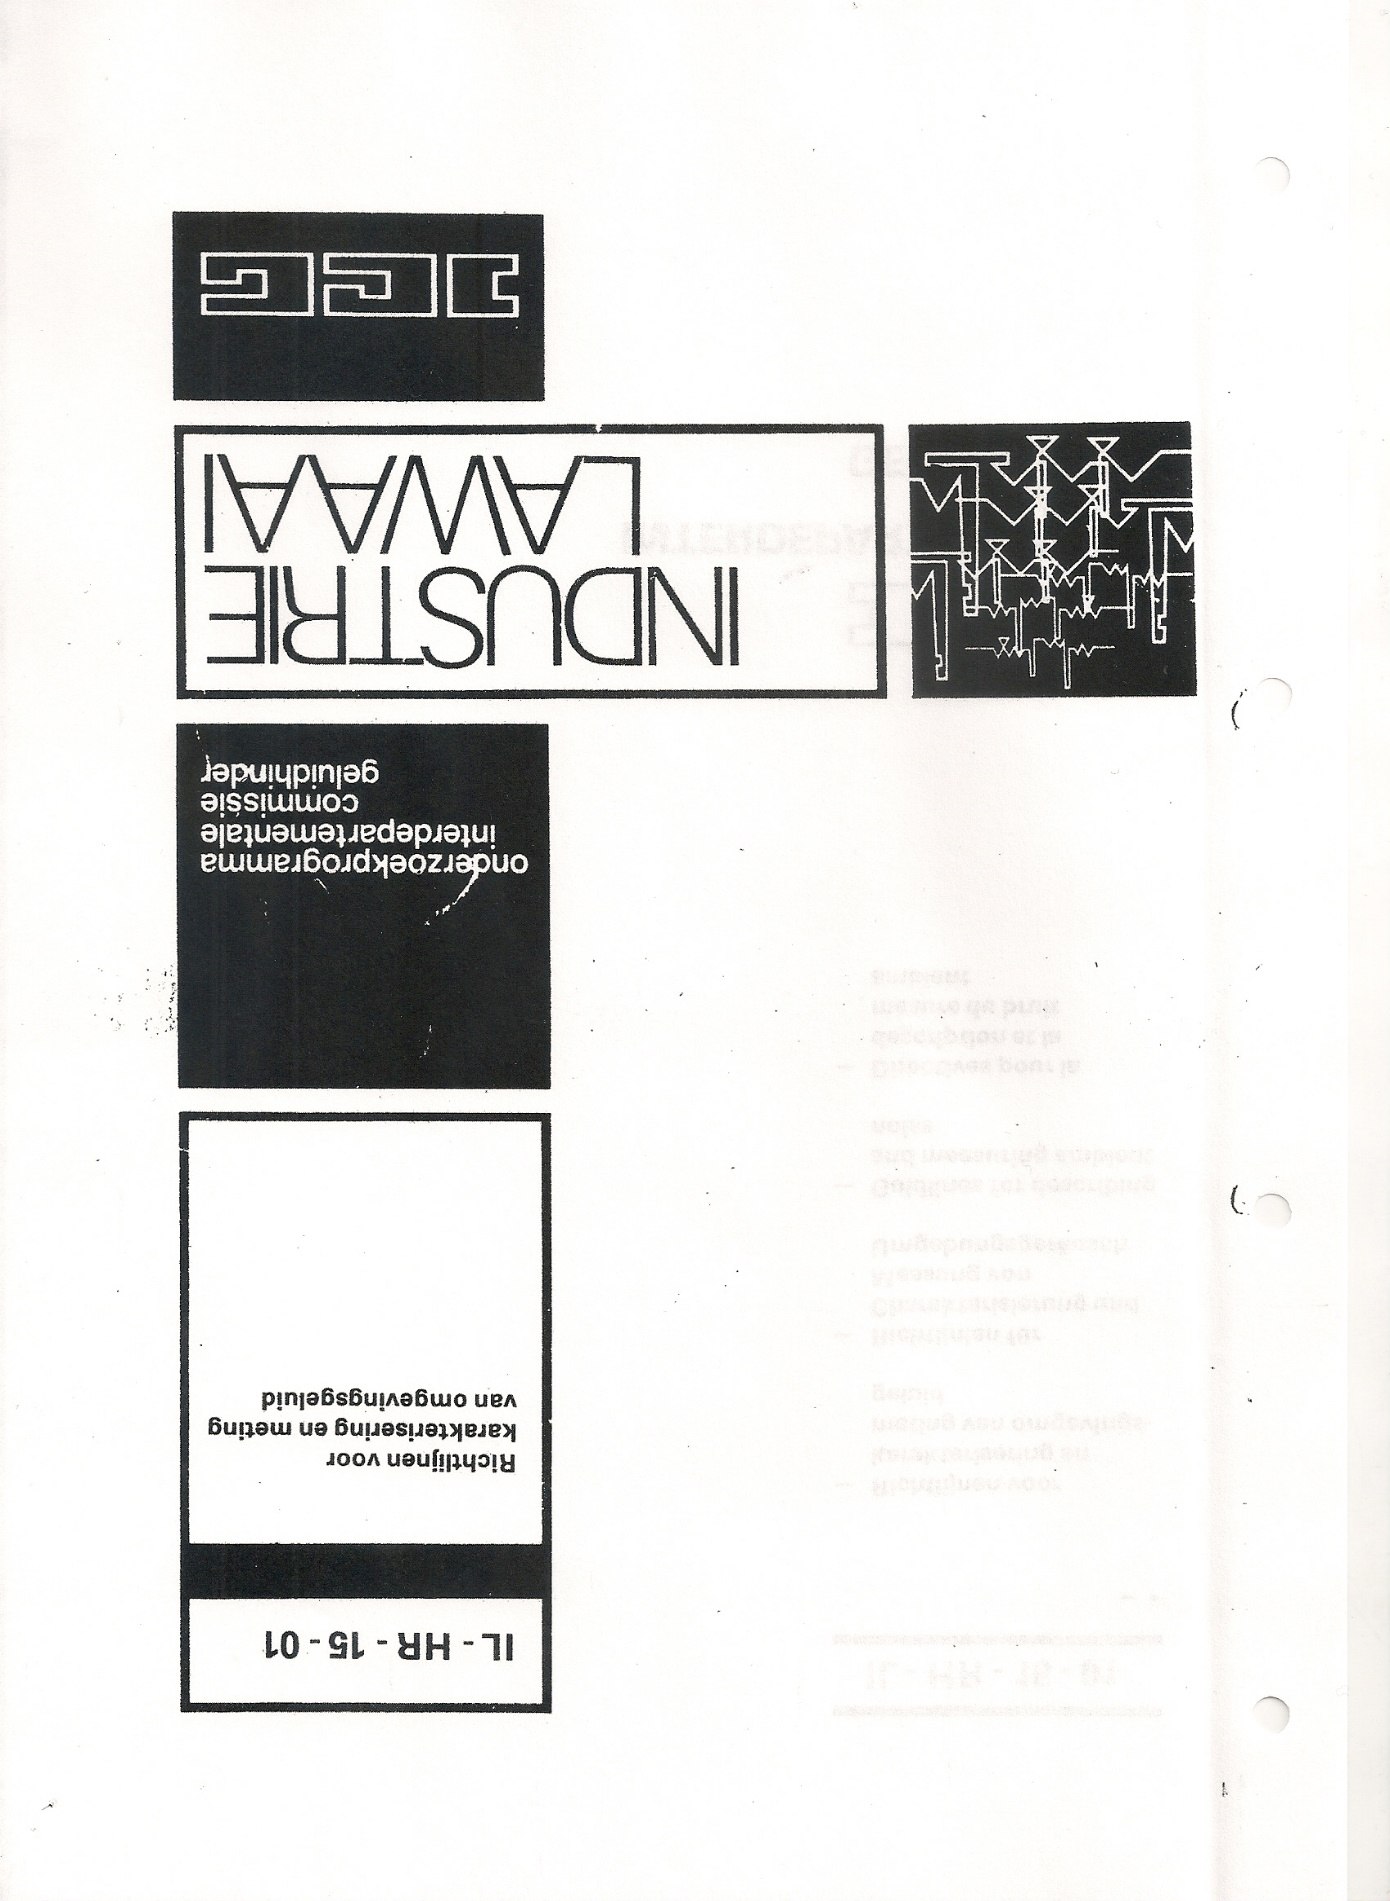 IL - HR - 15 - 01
Richtlijnen voor
karakterisering en meting
van omgevingsgeluid
onderzoekprogramma
interdepartementale
commissie
geluidhinder
INDUSTRIE
LAWAAI
ICG